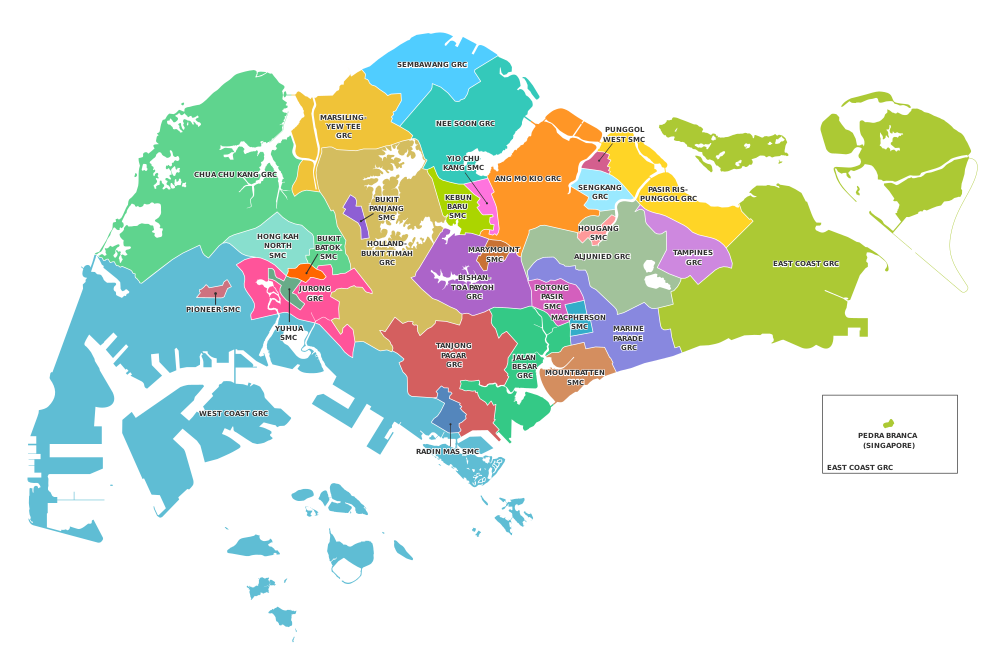 SEMBAWANG GRC
MARSILING-
YEW TEE
GRC
NEE SOON GRC
PUNGGOL
WEST SMC
YIO CHU
KANG SMC
CHUA CHU KANG GRC
ANG MO KIO GRC
SENGKANG
GRC
PASIR RIS-
PUNGGOL GRC
BUKIT
PANJANG
SMC
KEBUN
BARU
SMC
HOUGANG
SMC
HONG KAH
NORTH
SMC
BUKIT
BATOK
SMC
HOLLAND-
BUKIT TIMAH
GRC
MARYMOUNT
SMC
ALJUNIED GRC
TAMPINES
GRC
EAST COAST GRC
BISHAN-
TOA PAYOH
GRC
JURONG
GRC
POTONG
PASIR
SMC
PIONEER SMC
MACPHERSON
SMC
YUHUA
SMC
MARINE
PARADE
GRC
TANJONG
PAGAR
GRC
JALAN
BESAR
GRC
MOUNTBATTEN
SMC
WEST COAST GRC
RADIN MAS SMC
PEDRA BRANCA
(SINGAPORE)
EAST COAST GRC